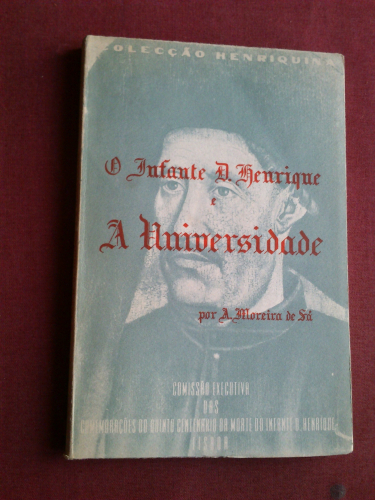 COLECÇÃO HENRIQUINA
O Infante D. Henrique
e
A Universidade
por A. Moreira de Sá
COMISSÃO EXECUTIVA
DAS
COMEMORAÇÕES DO QUINTO CENTENÁRIO DA MORTE DO INFANTE D. HENRIQUE
LISBOA